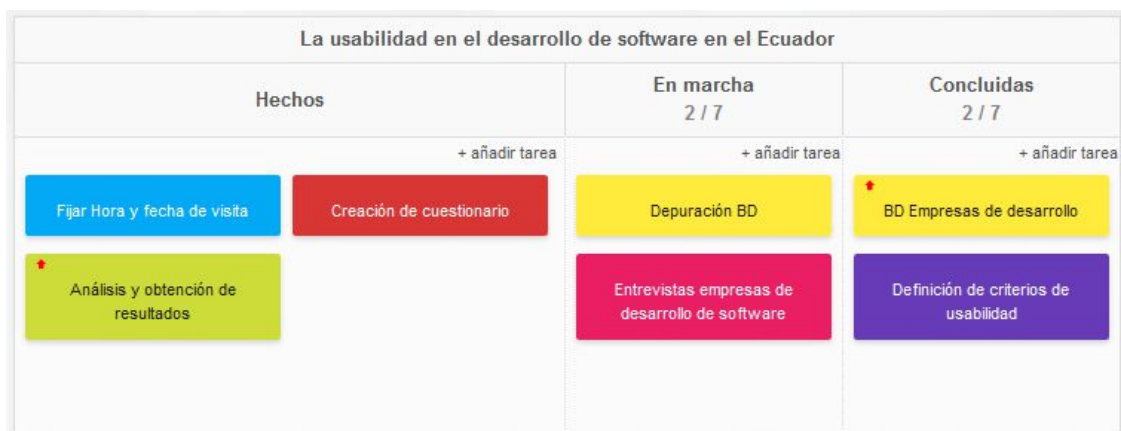 La usabilidad en el desarrollo de software en el Ecuador
Hechos
En marcha
2 / 7
Concluidas
2 / 7
+ añadir tarea
+ añadir tarea
+ añadir tarea
Fijar Hora y fecha de visita
Creación de cuestionario
Depuración BD
BD Empresas de desarrollo
Análisis y obtención de
resultados
Entrevistas empresas de
desarrollo de software
Definición de criterios de
usabilidad